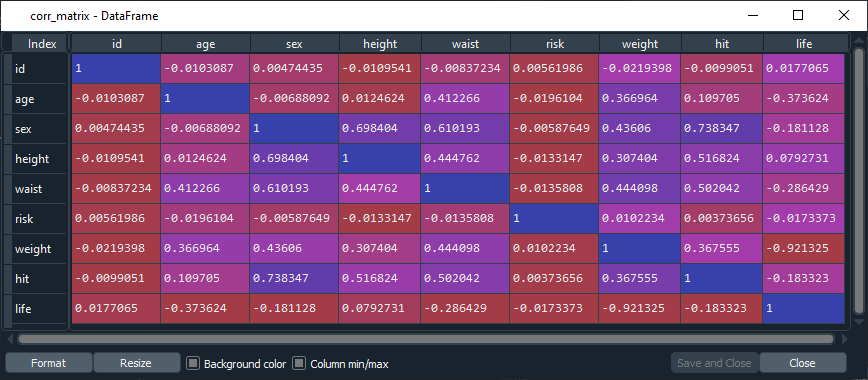 corr_matrix - DataFrame
Index id age sex height waist risk weight hit life
id 1 -0.0103087 0.00474435 -0.0109541 -0.00837234 0.00561986 -0.0219398 -0.0099051 0.0177065
age -0.0103087 1 -0.00688092 0.0124624 0.412266 -0.0196104 0.366964 0.109705 -0.373624
sex 0.00474435 -0.00688092 1 0.698404 0.610193 -0.00587649 0.43606 0.738347 -0.181128
height -0.0109541 0.0124624 0.698404 1 0.444762 -0.0133147 0.307404 0.516824 0.0792731
waist -0.00837234 0.412266 0.610193 0.444762 1 -0.0135808 0.444098 0.502042 -0.286429
risk 0.00561986 -0.0196104 -0.00587649 -0.0133147 -0.0135808 1 0.0102234 0.00373656 -0.0173373
weight -0.0219398 0.366964 0.43606 0.307404 0.444098 0.0102234 1 0.367555 -0.921325
hit -0.0099051 0.109705 0.738347 0.516824 0.502042 0.00373656 0.367555 1 -0.183323
life 0.0177065 -0.373624 -0.181128 0.0792731 -0.286429 -0.0173373 -0.921325 -0.183323 1
Format Resize Background color Column min/max Save and Close Close